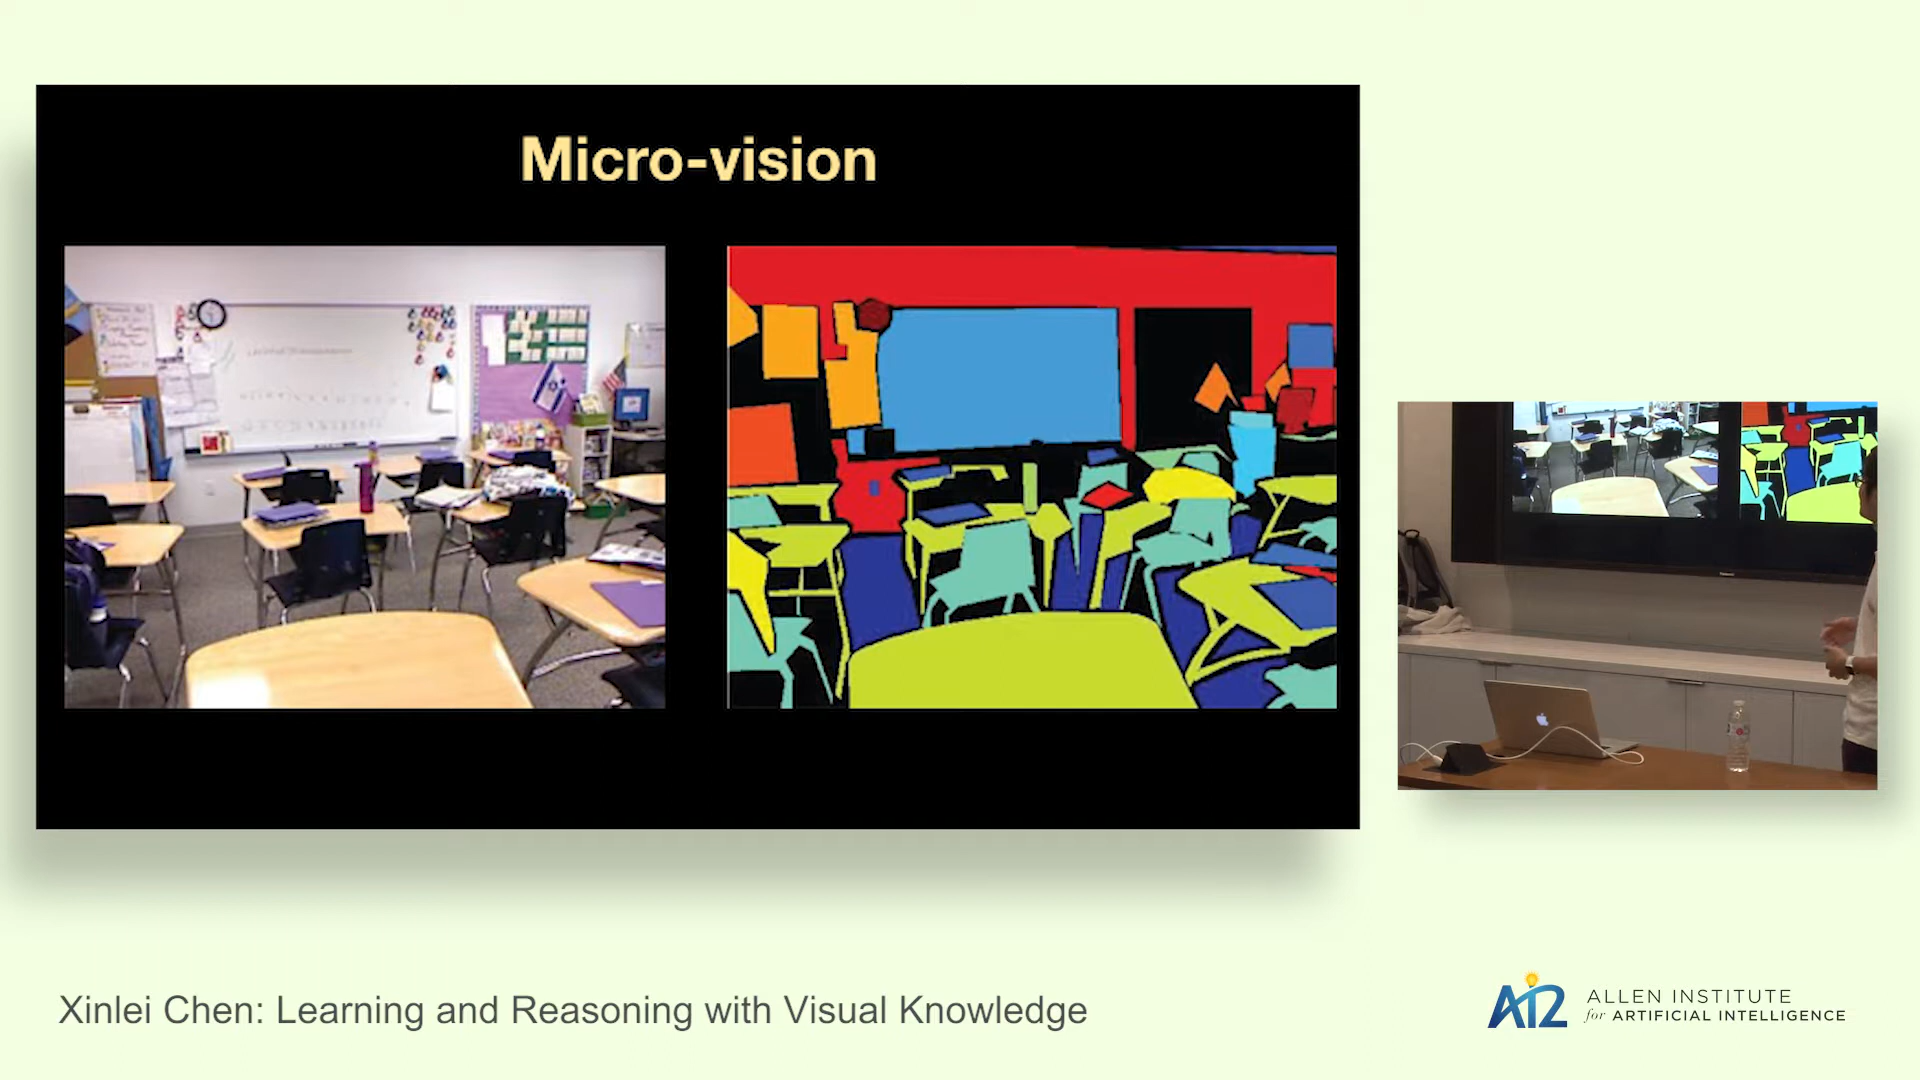 Micro-vision
Xinlei Chen: Learning and Reasoning with Visual Knowledge
AI2
ALLEN INSTITUTE
for ARTIFICIAL INTELLIGENCE